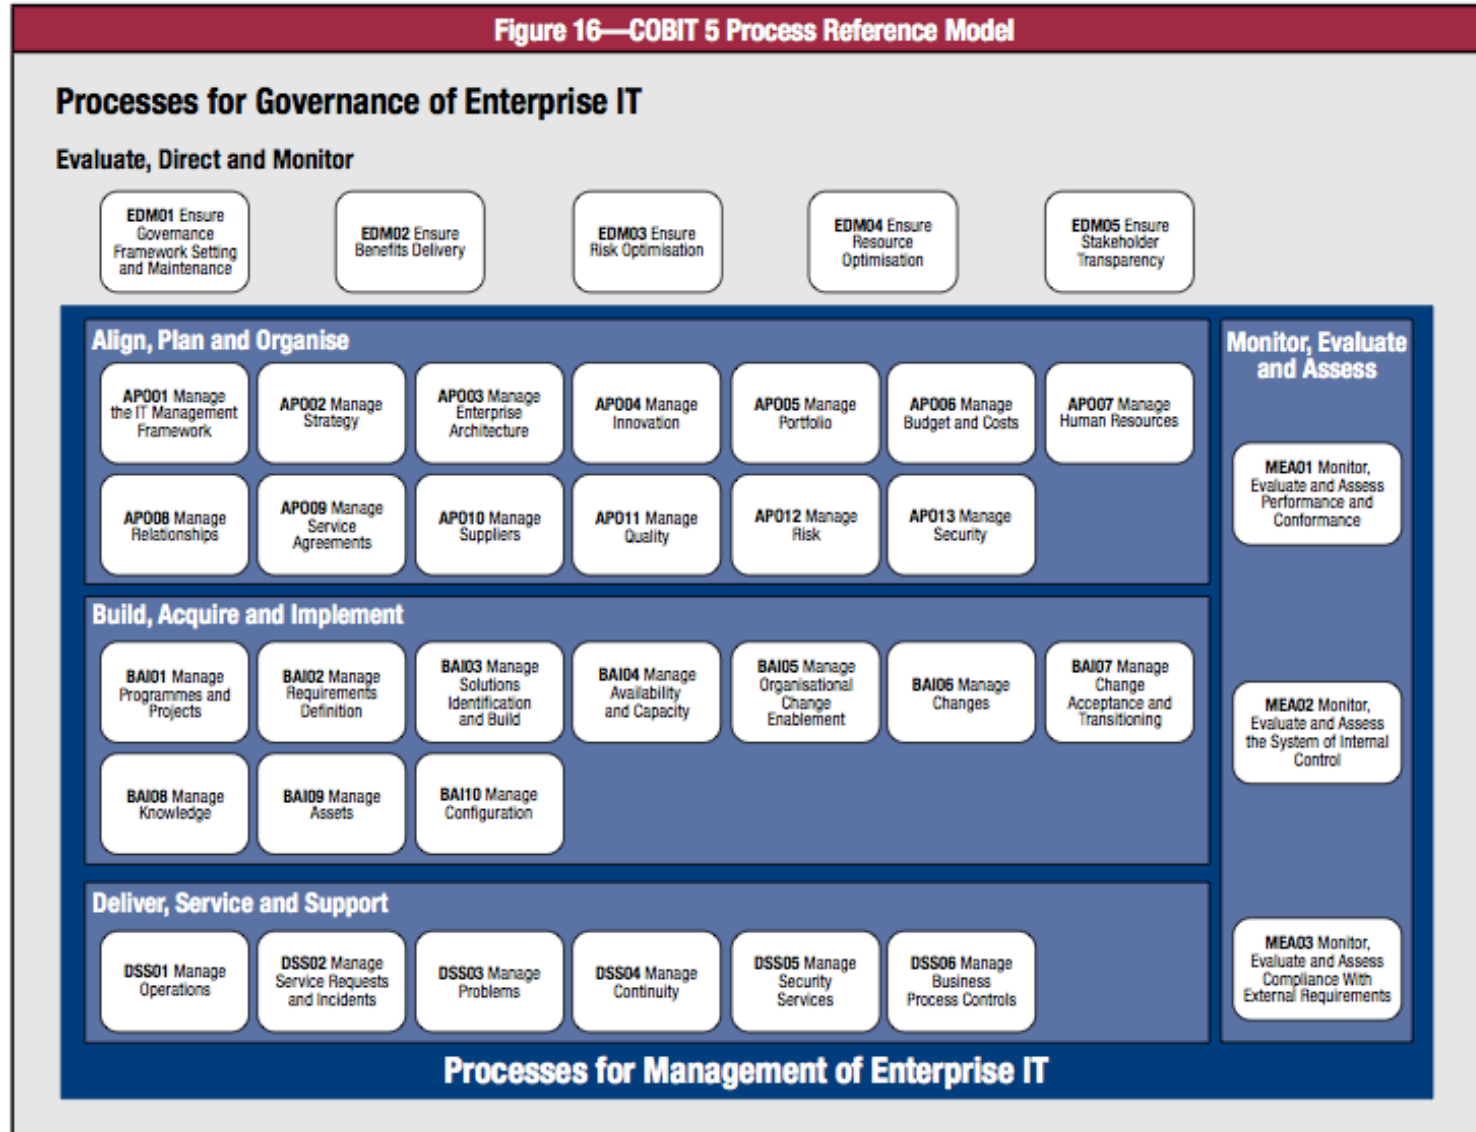 Figure 16—COBIT 5 Process Reference Model
Processes for Governance of Enterprise IT
Evaluate, Direct and Monitor
EDM01 Ensure
Governance
Framework Setting
and Maintenance
EDM02 Ensure
Benefits Delivery
EDM03 Ensure
Risk Optimisation
EDM04 Ensure
Resource
Optimisation
EDM05 Ensure
Stakeholder
Transparency
Align, Plan and Organise
APO01 Manage
the IT Management
Framework
APO02 Manage
Strategy
APO03 Manage
Enterprise
Architecture
APO04 Manage
Innovation
APO05 Manage
Portfolio
APO06 Manage
Budget and Costs
APO07 Manage
Human Resources
APO08 Manage
Relationships
APO09 Manage
Service
Agreements
APO10 Manage
Suppliers
APO11 Manage
Quality
APO12 Manage
Risk
APO13 Manage
Security
Build, Acquire and Implement
BAI01 Manage
Programmes and
Projects
BAI02 Manage
Requirements
Definition
BAI03 Manage
Solutions
Identification
and Build
BAI04 Manage
Availability
and Capacity
BAI05 Manage
Organisational
Change
Enablement
BAI06 Manage
Changes
BAI07 Manage
Change
Acceptance and
Transitioning
BAI08 Manage
Knowledge
BAI09 Manage
Assets
BAI10 Manage
Configuration
Deliver, Service and Support
DSS01 Manage
Operations
DSS02 Manage
Service Requests
and Incidents
DSS03 Manage
Problems
DSS04 Manage
Continuity
DSS05 Manage
Security
Services
DSS06 Manage
Business
Process Controls
Monitor, Evaluate
and Assess
MEA01 Monitor,
Evaluate and Assess
Performance and
Conformance
MEA02 Monitor,
Evaluate and Assess
the System of Internal
Control
MEA03 Monitor,
Evaluate and Assess
Compliance With
External Requirements
Processes for Management of Enterprise IT